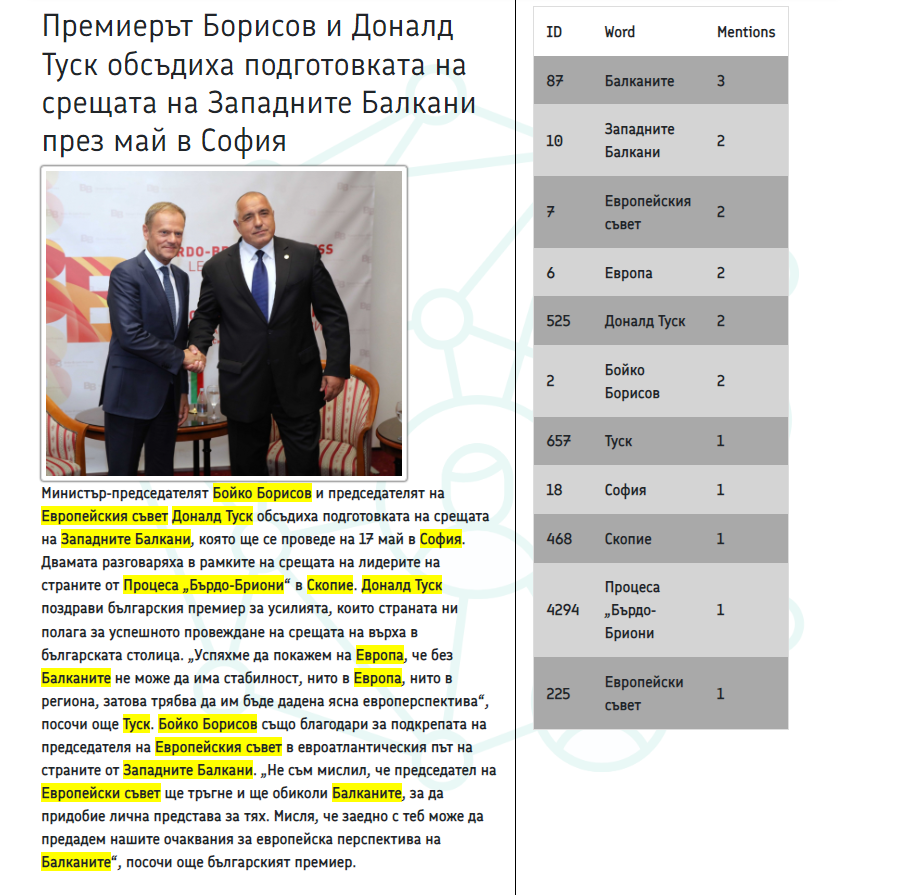 Премиерът Борисов и Доналд
Туск обсъдиха подготовката на
срещата на Западните Балкани
през май в София
Министър-председателят Бойко Борисов и председателят на
Европейския съвет Доналд Туск обсъдиха подготовката на срещата
на Западните Балкани, която ще се проведе на 17 май в София.
Двамата разговаряха в рамките на срещата на лидерите на
страните от Процеса „Бърдо-Бриони“ в Скопие. Доналд Туск
поздрави българския премиер за усилията, които страната ни
полага за успешното провеждане на срещата на върха в
българската столица. „Успяхме да покажем на Европа, че без
Балканите не може да има стабилност, нито в Европа, нито в
региона, затова трябва да им бъде дадена ясна европерспектива“,
посочи още Туск. Бойко Борисов също благодари за подкрепата на
председателя на Европейския съвет в евроатлантическия път на
страните от Западните Балкани. „Не съм мислил, че председател на
Европейски съвет ще тръгне и ще обиколи Балканите, за да
придобие лична представа за тях. Мисля, че заедно с теб може да
предадем нашите очаквания за европейска перспектива на
Балканите“, посочи още българският премиер.
ID Word Mentions
87 Балканите 3
10 Западните
Балкани 2
7 Европейския
съвет 2
6 Европа 2
525 Доналд Туск 2
2 Бойко
Борисов 2
657 Туск 1
18 София 1
468 Скопие 1
4294 Процеса
„Бърдо-
Бриони 1
225 Европейски
съвет 1